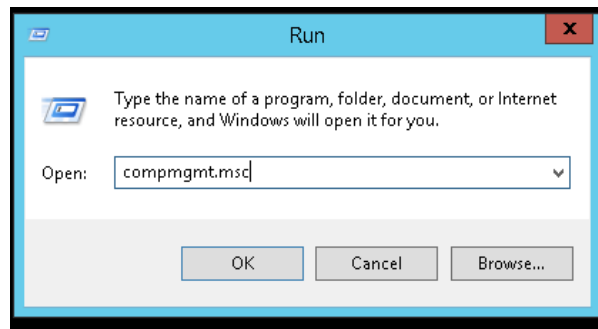 Run
x
Type the name of a program, folder, document, or Internet
resource, and Windows will open it for you.
Open: compmgmt.msc
OK Cancel Browse...